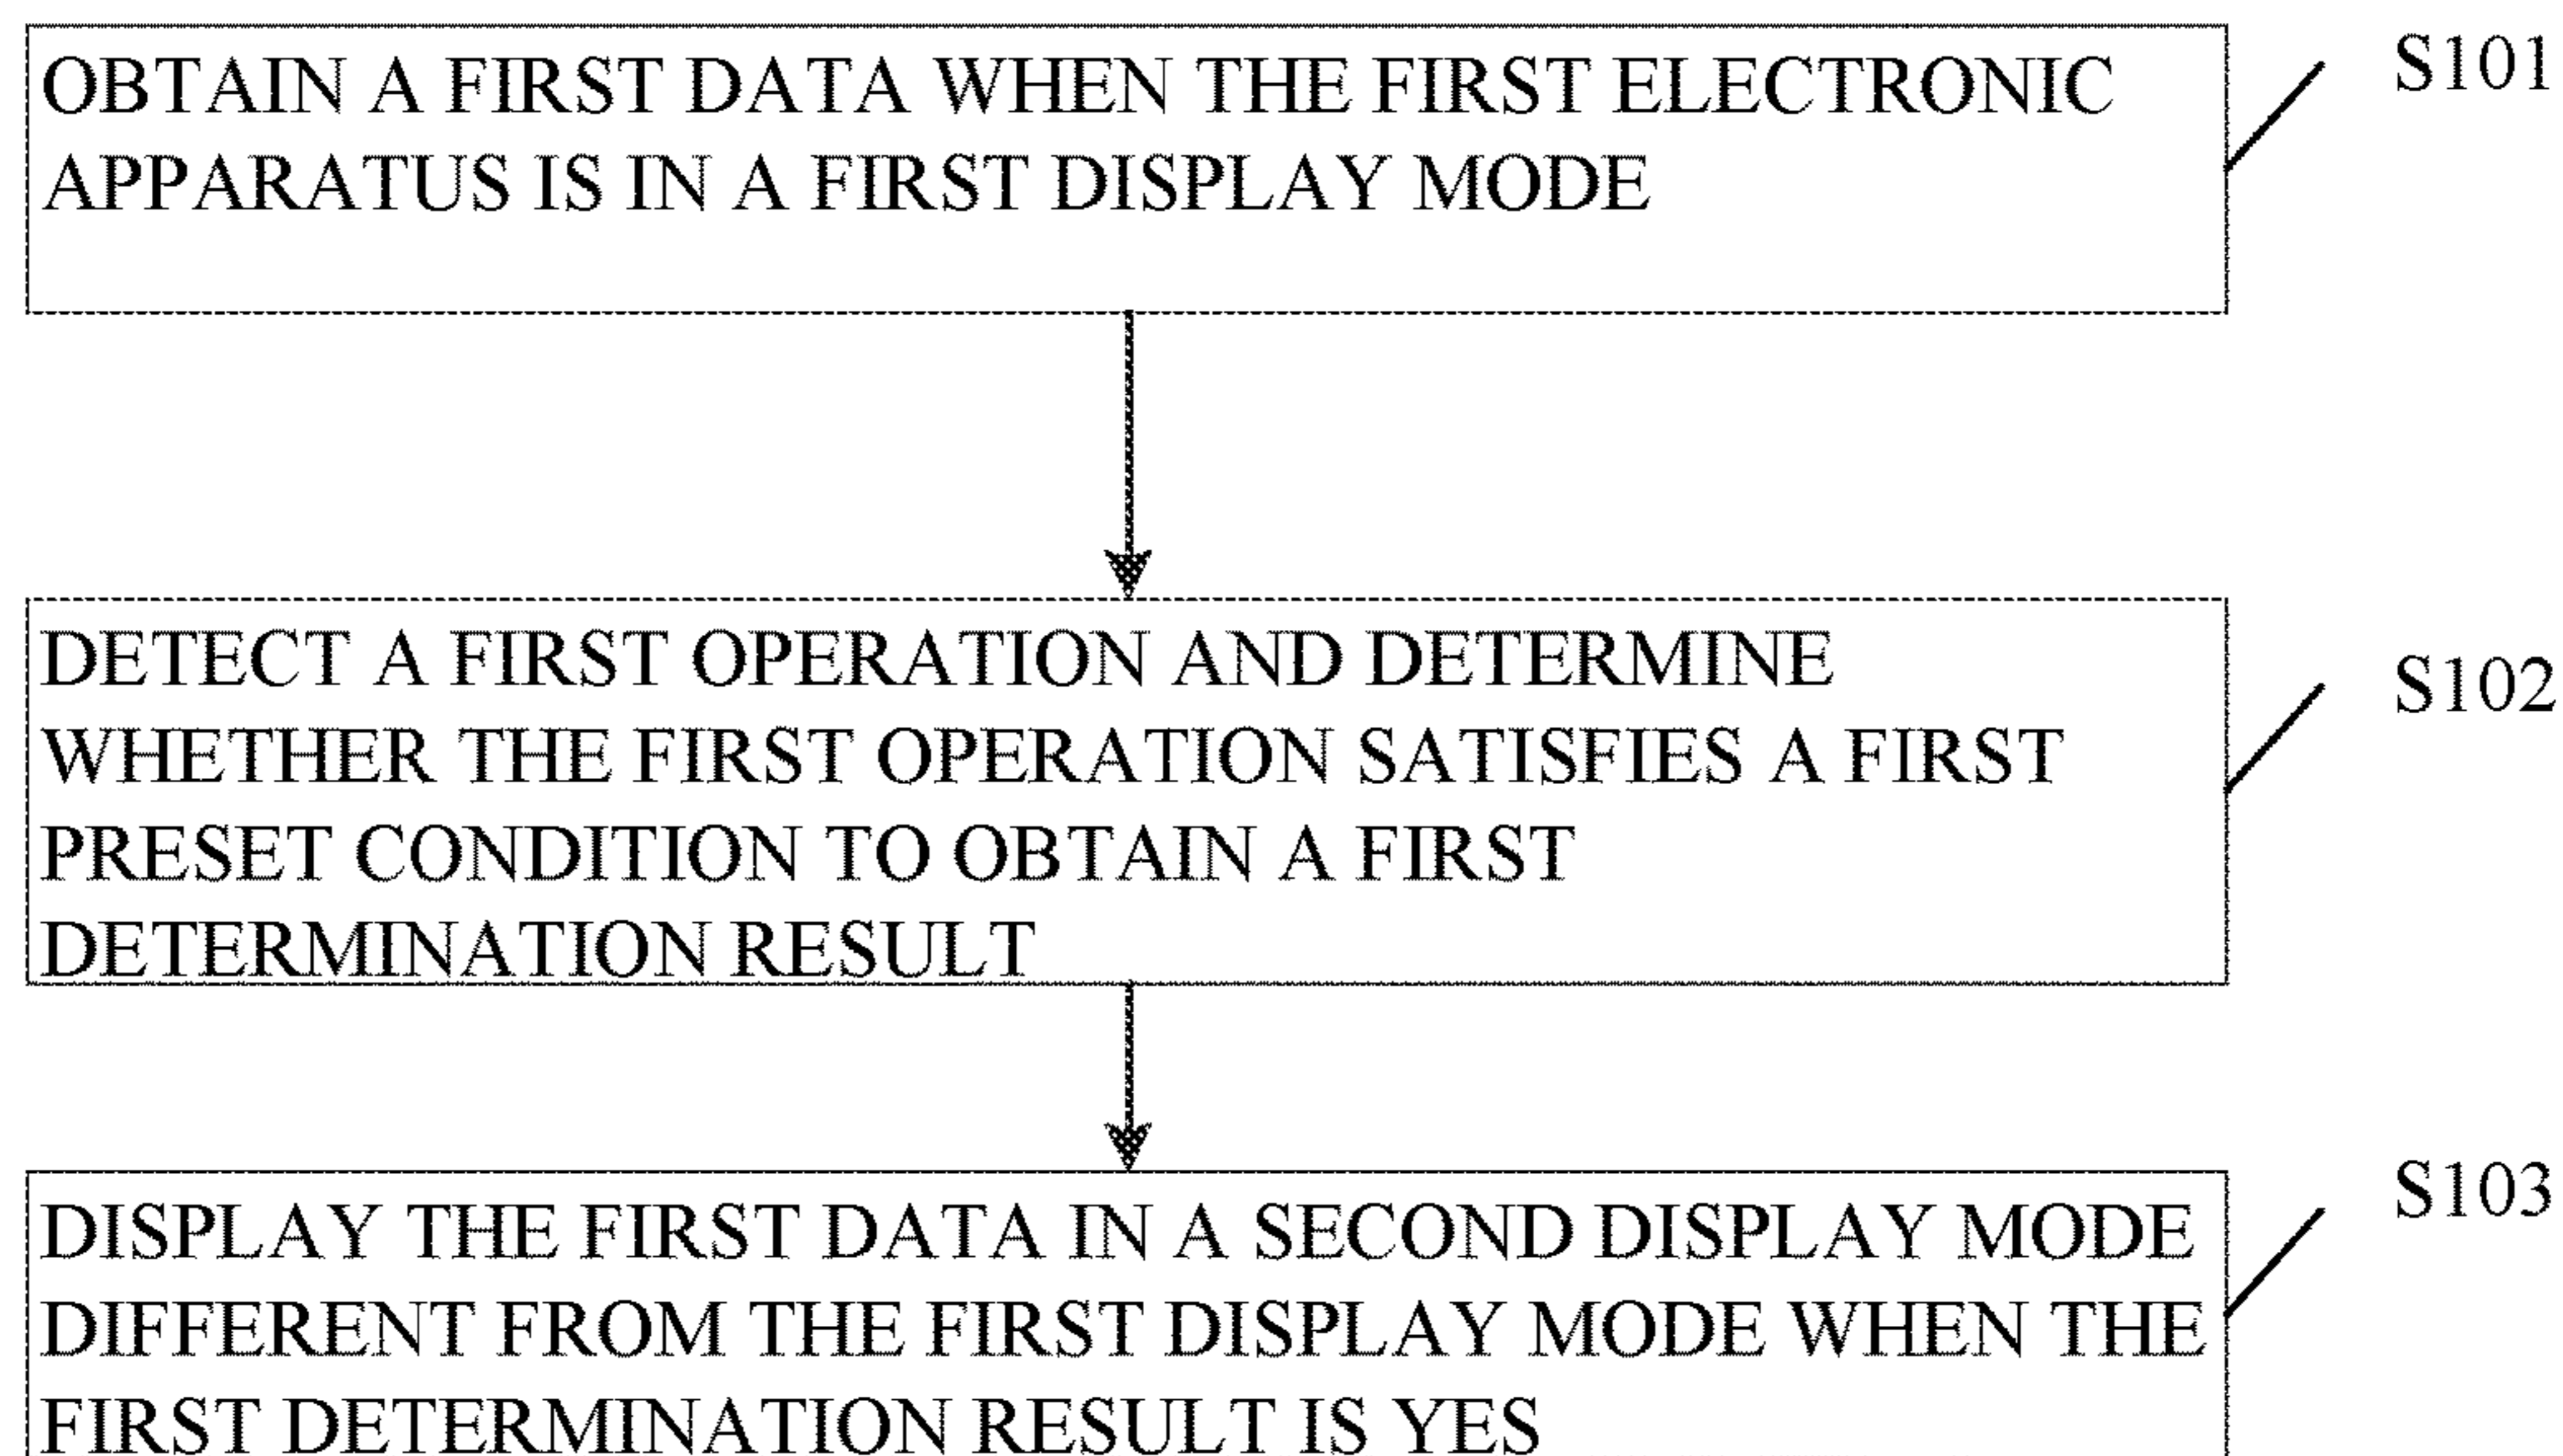 OBTAIN A FIRST DATA WHEN THE FIRST ELECTRONIC
APPARATUS IS IN A FIRST DISPLAY MODE
S101
DETECT A FIRST OPERATION AND DETERMINE
WHETHER THE FIRST OPERATION SATISFIES A FIRST
PRESET CONDITION TO OBTAIN A FIRST
DETERMINATION RESULT
S102
DISPLAY THE FIRST DATA IN A SECOND DISPLAY MODE
DIFFERENT FROM THE FIRST DISPLAY MODE WHEN THE
FIRST DETERMINATION RESULT IS YES
S103